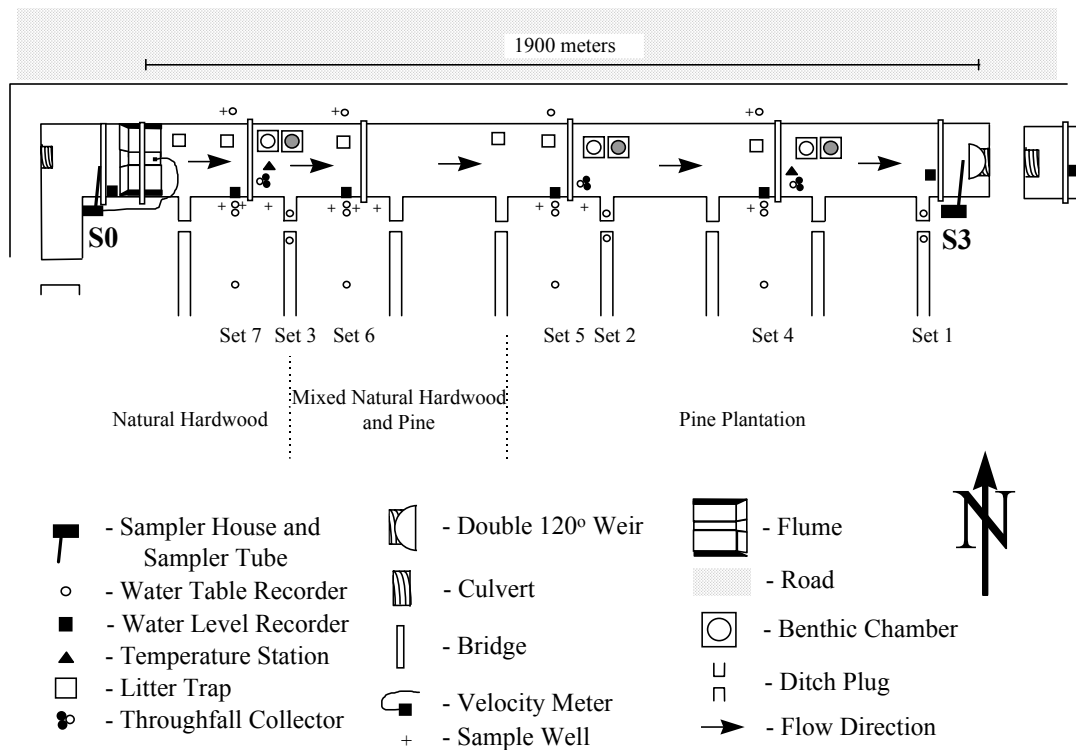 1900 meters
S0
S3
Set 7
Set 3
Set 6
Set 5
Set 2
Set 4
Set 1
Natural Hardwood
Mixed Natural Hardwood
and Pine
Pine Plantation
- Sampler House and
Sampler Tube
- Water Table Recorder
- Water Level Recorder
- Temperature Station
- Litter Trap
- Throughfall Collector
- Double 120º Weir
- Culvert
- Bridge
- Velocity Meter
- Sample Well
- Flume
- Road
- Benthic Chamber
- Ditch Plug
- Flow Direction
N